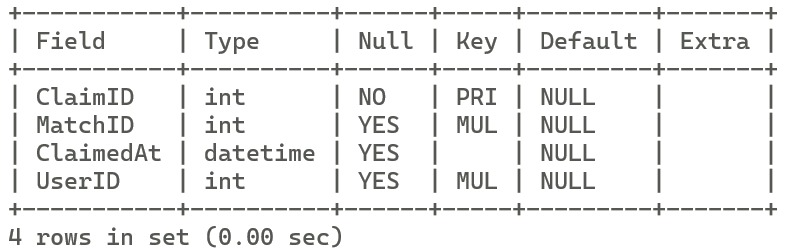 +-----------+----------+------+-----+---------+-------+
| Field     | Type     | Null | Key | Default | Extra |
+-----------+----------+------+-----+---------+-------+
| ClaimID   | int      | NO   | PRI | NULL    |       |
| MatchID   | int      | YES  | MUL | NULL    |       |
| ClaimedAt | datetime | YES  |     | NULL    |       |
| UserID    | int      | YES  | MUL | NULL    |       |
+-----------+----------+------+-----+---------+-------+
4 rows in set (0.00 sec)